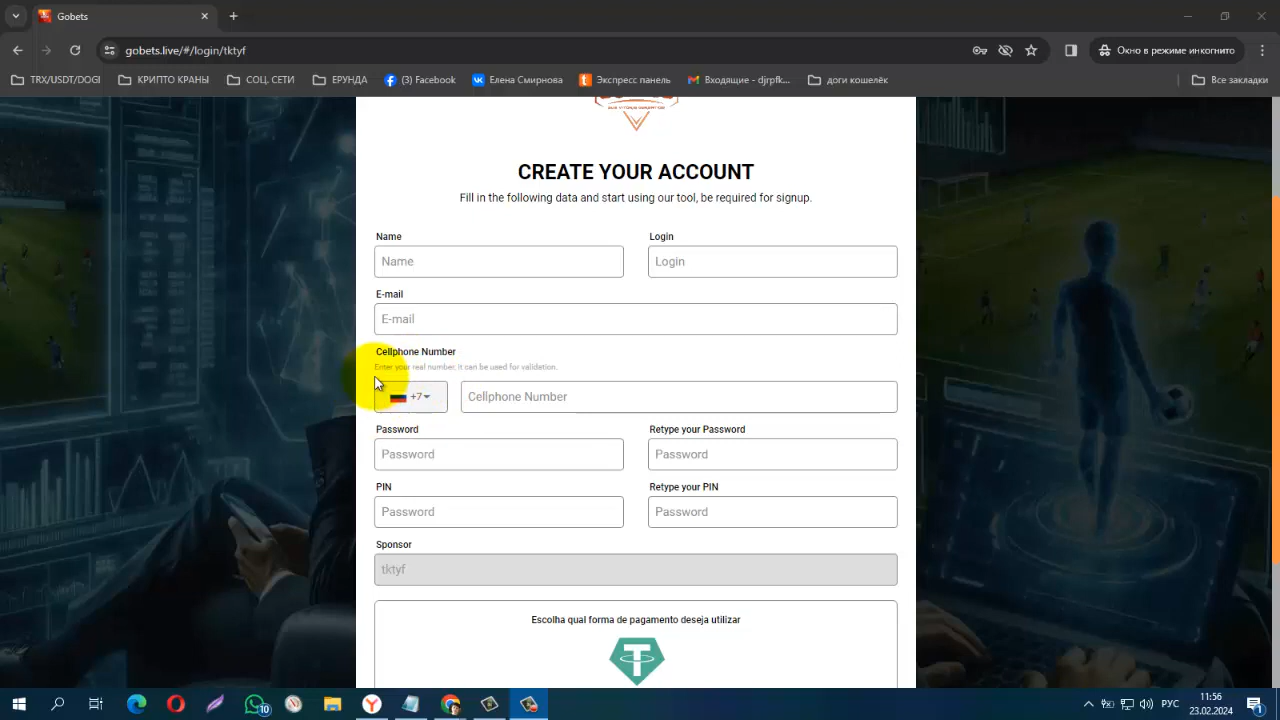 Gobets
gobets.live/#/login/tktyf
Окно в режиме инкогнито
TRX/USDT/DOGI
КРИПТО КРАНЫ
СОЦ. СЕТИ
ЕРУНДА
(3) Facebook
Елена Смирнова
Экспресс панель
Входящие - djrpfk...
доги кошелёк
Все закладки
CREATE YOUR ACCOUNT
Fill in the following data and start using our tool, be required for signup.
Name
Login
Name
Login
E-mail
E-mail
Cellphone Number
Enter your real number, it can be used for validation.
+7
Cellphone Number
Password
Retype your Password
Password
Password
PIN
Retype your PIN
Password
Password
Sponsor
tktyf
Escolha qual forma de pagamento deseja utilizar
10
РУС
11:56
23.02.2024
1